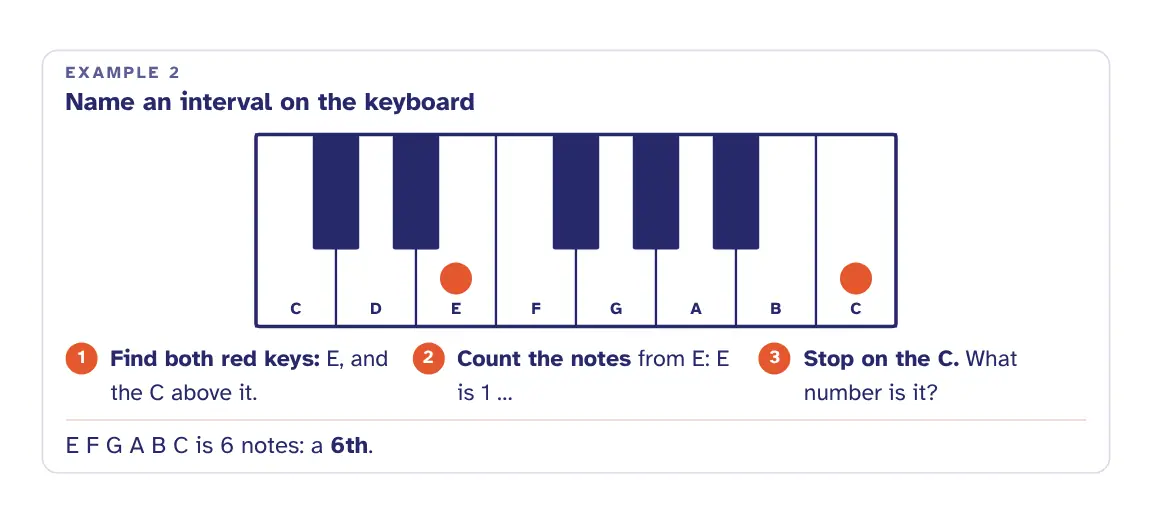 EXAMPLE 2
Name an interval on the keyboard
C D E F G A B C
1 Find both red keys: E, and
the C above it.
2 Count the notes from E: E
is 1 ...
3 Stop on the C. What
number is it?
E F G A B C is 6 notes: a 6th.